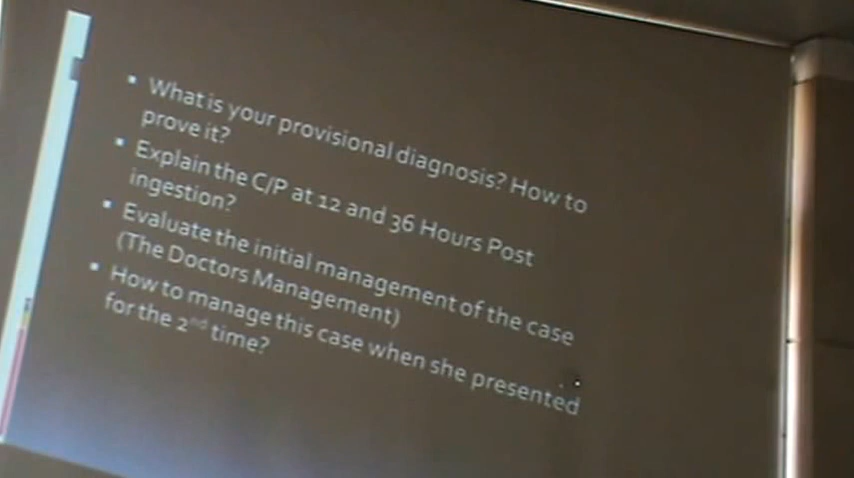 ▪ What is your provisional diagnosis? How to
prove it?
▪ Explain the C/P at 12 and 36 Hours Post
ingestion?
▪ Evaluate the initial management of the case
(The Doctors Management)
▪ How to manage this case when she presented
for the 2nd time?